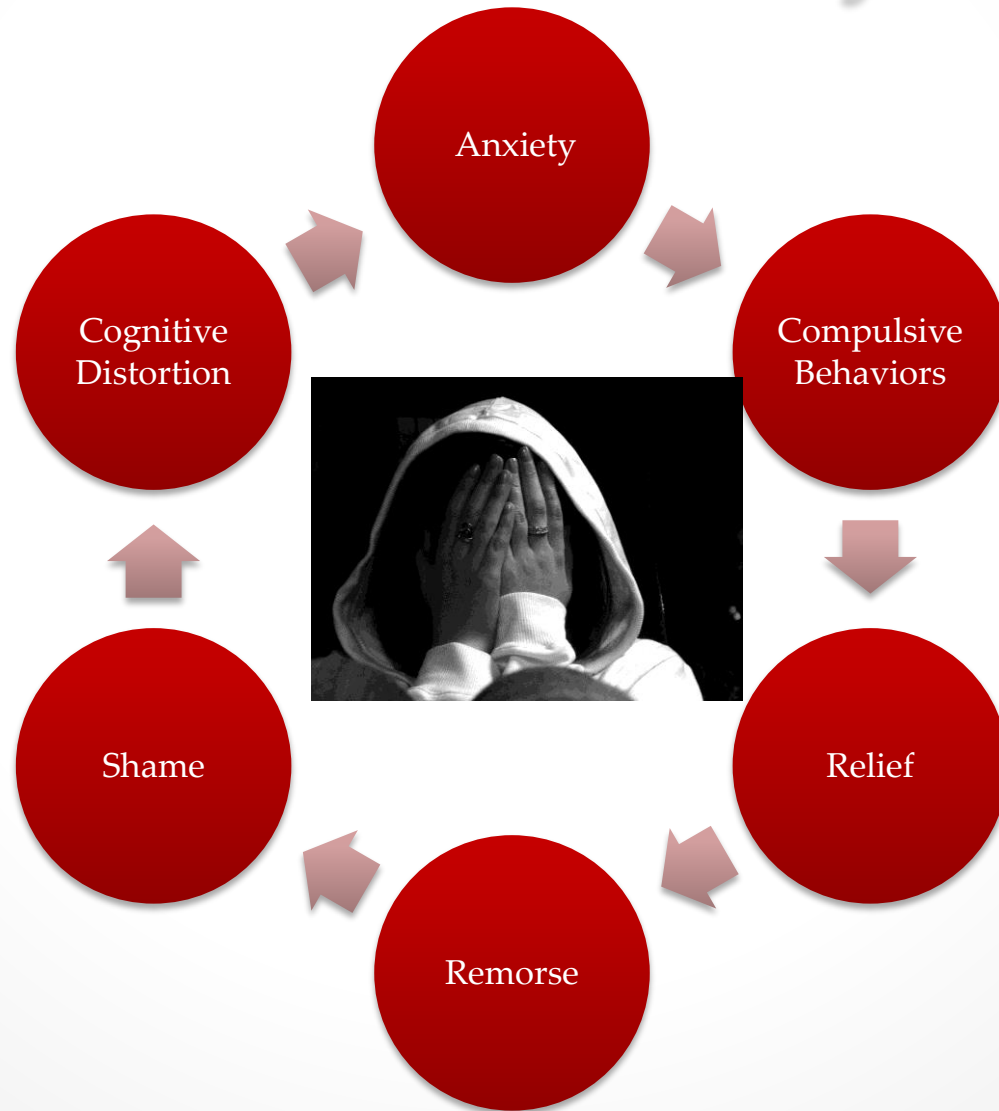 Anxiety
Compulsive
Behaviors
Relief
Remorse
Shame
Cognitive
Distortion